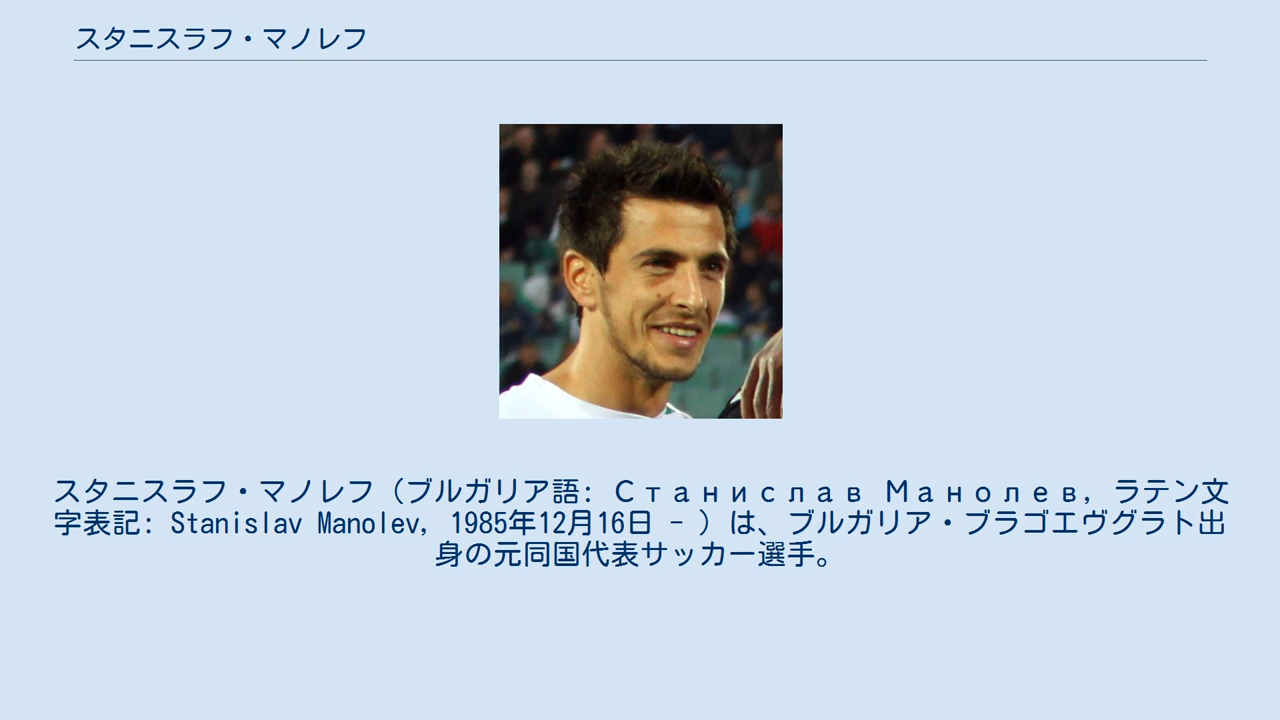 スタニスラフ・マノレフ
スタニスラフ・マノレフ（ブルガリア語: Станислав Манолев, ラテン文
字表記: Stanislav Manolev, 1985年12月16日 - ）は、ブルガリア・ブラゴエヴグラト出
身の元同国代表サッカー選手。